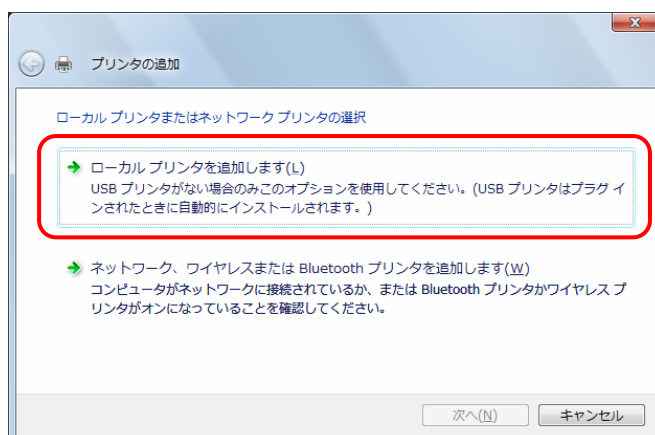 プリンタの追加
ローカル プリンタまたはネットワーク プリンタの選択
ローカル プリンタを追加します(L)
USB プリンタがない場合のみこのオプションを使用してください。(USB プリンタはプラグ イ
ンされたときに自動的にインストールされます。)
ネットワーク、ワイヤレスまたは Bluetooth プリンタを追加します(W)
コンピュータがネットワークに接続されているか、または Bluetooth プリンタかワイヤレス プ
リンタがオンになっていることを確認してください。
次へ(N)
キャンセル